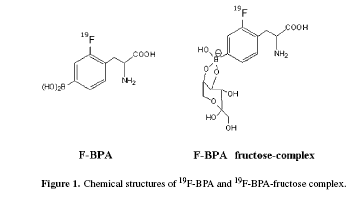 19F
COOH
NH2
(HO)2B
F-BPA
19F
COOH
NH2
HO
B
O
O
O
OH
HO
OH
F-BPA fructose-complex
Figure 1. Chemical structures of 19F-BPA and 19F-BPA-fructose complex.